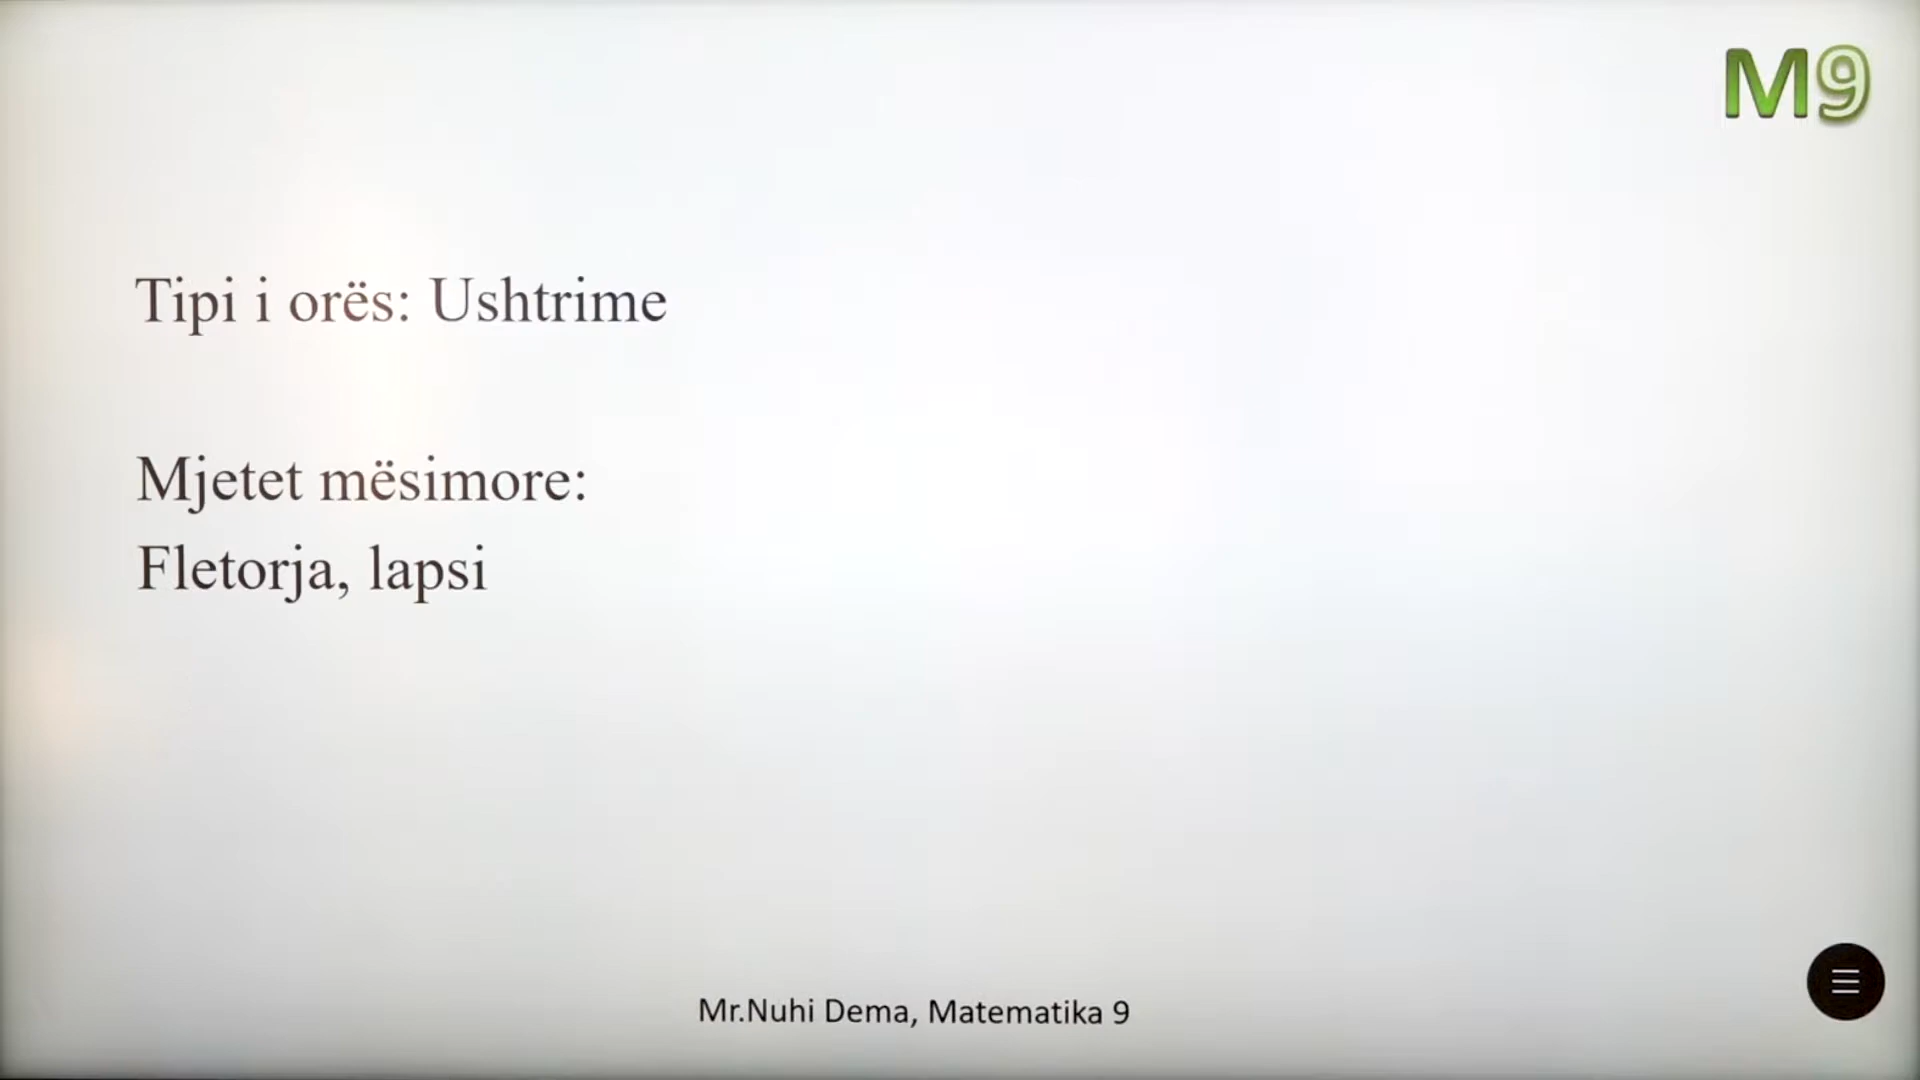 M9
Tipi i orës: Ushtrime
Mjetet mësimore:
Fletorja, lapsi
Mr.Nuhi Dema, Matematika 9